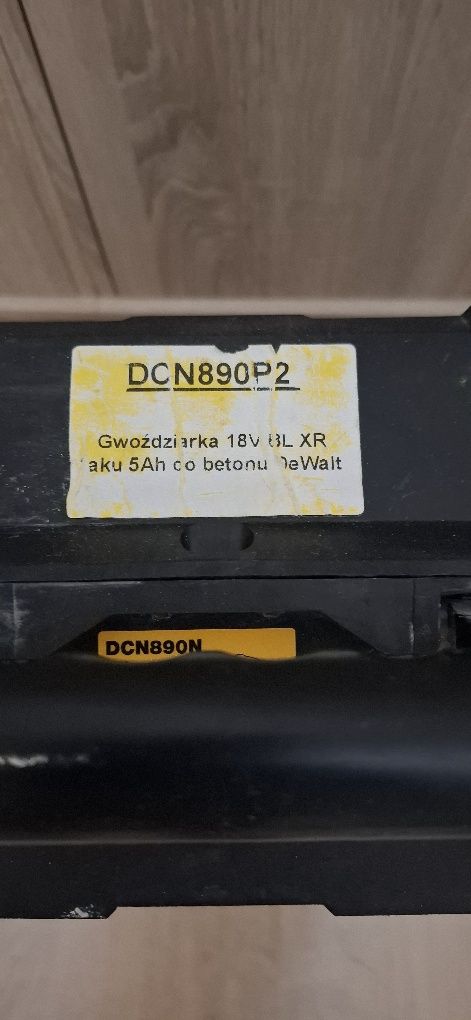 DCN890P2
Gwoździarka 18V BL XR
aku 5Ah do betonu DeWalt
DCN890N